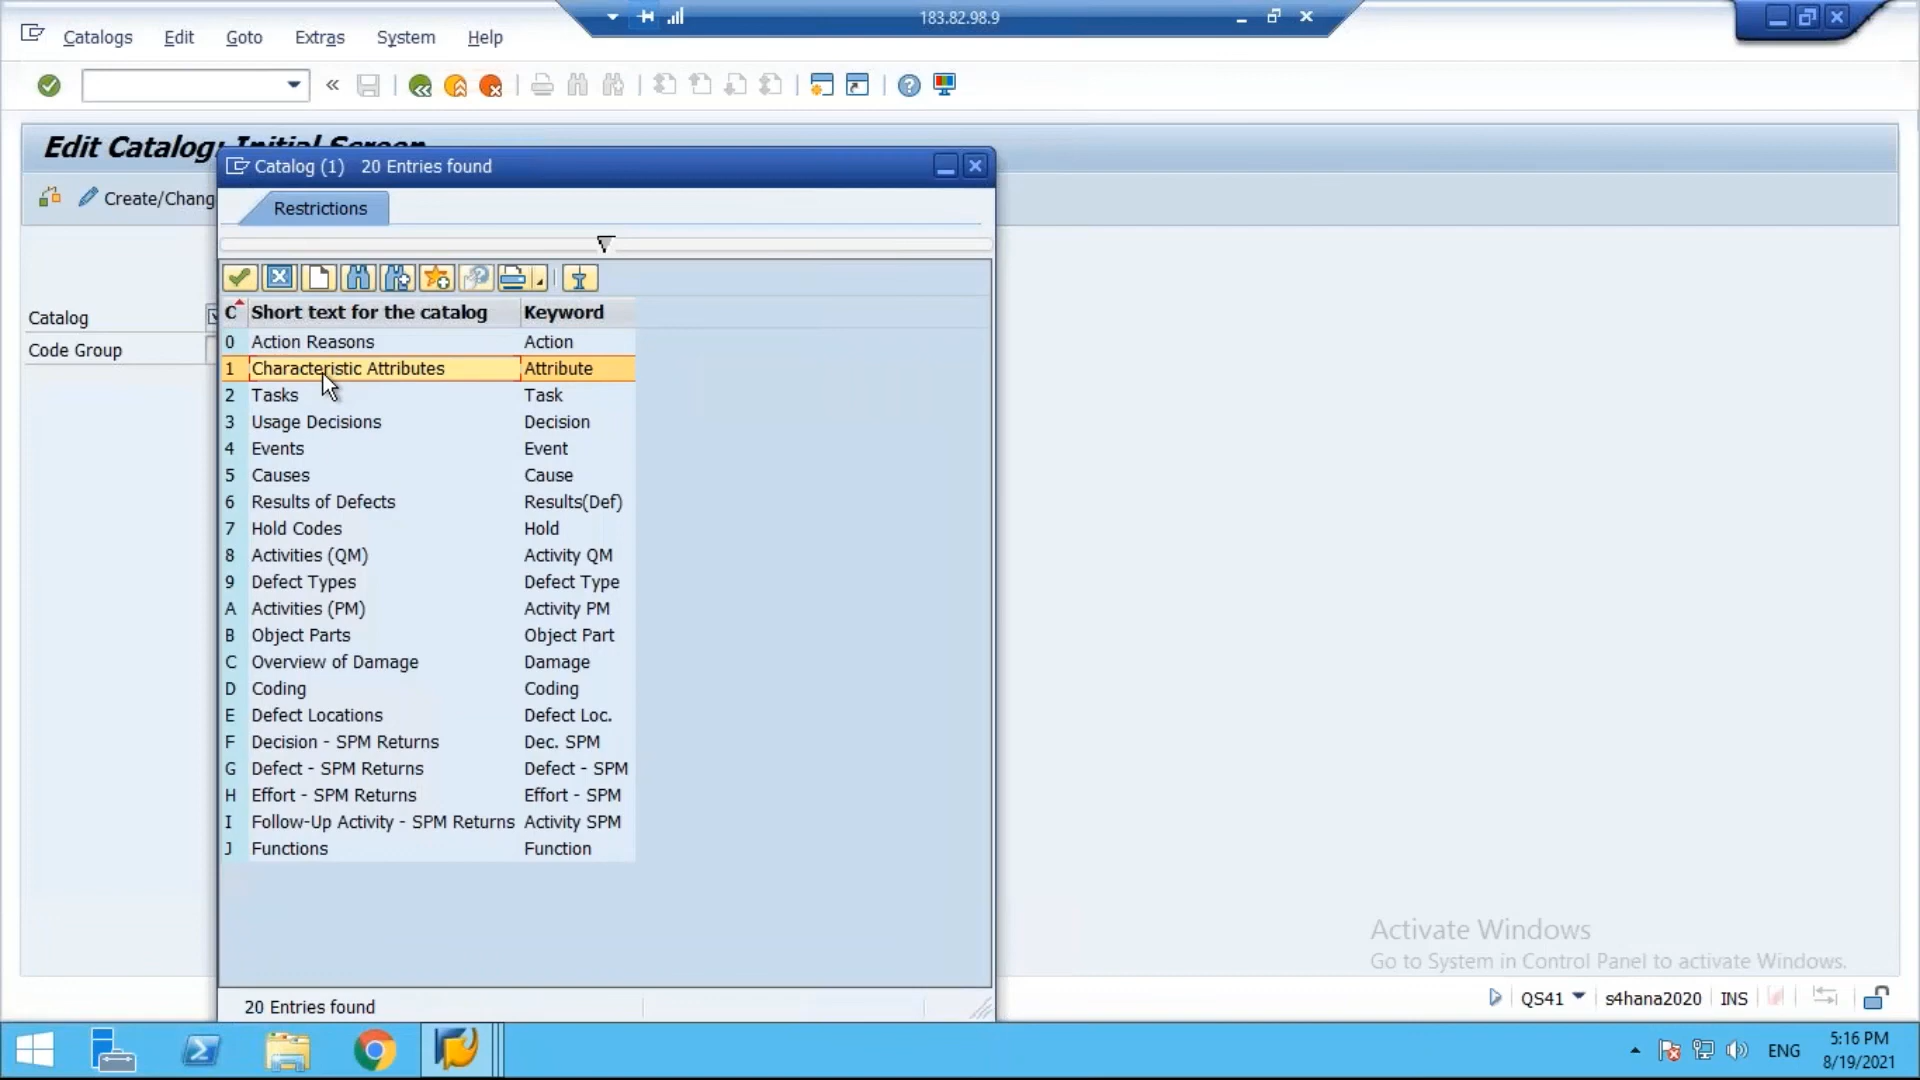 183.82.98.9
Catalogs Edit Goto Extras System Help
Edit Catalog: Initial Screen
Catalog (1) 20 Entries found
Create/Chang
Restrictions
Catalog
Code Group
C Short text for the catalog Keyword
0 Action Reasons Action
1 Characteristic Attributes Attribute
2 Tasks Task
3 Usage Decisions Decision
4 Events Event
5 Causes Cause
6 Results of Defects Results(Def)
7 Hold Codes Hold
8 Activities (QM) Activity QM
9 Defect Types Defect Type
A Activities (PM) Activity PM
B Object Parts Object Part
C Overview of Damage Damage
D Coding Coding
E Defect Locations Defect Loc.
F Decision - SPM Returns Dec. SPM
G Defect - SPM Returns Defect - SPM
H Effort - SPM Returns Effort - SPM
I Follow-Up Activity - SPM Returns Activity SPM
J Functions Function
20 Entries found
Activate Windows
Go to System in Control Panel to activate Windows.
QS41 s4hana2020 INS
ENG
5:16 PM
8/19/2021